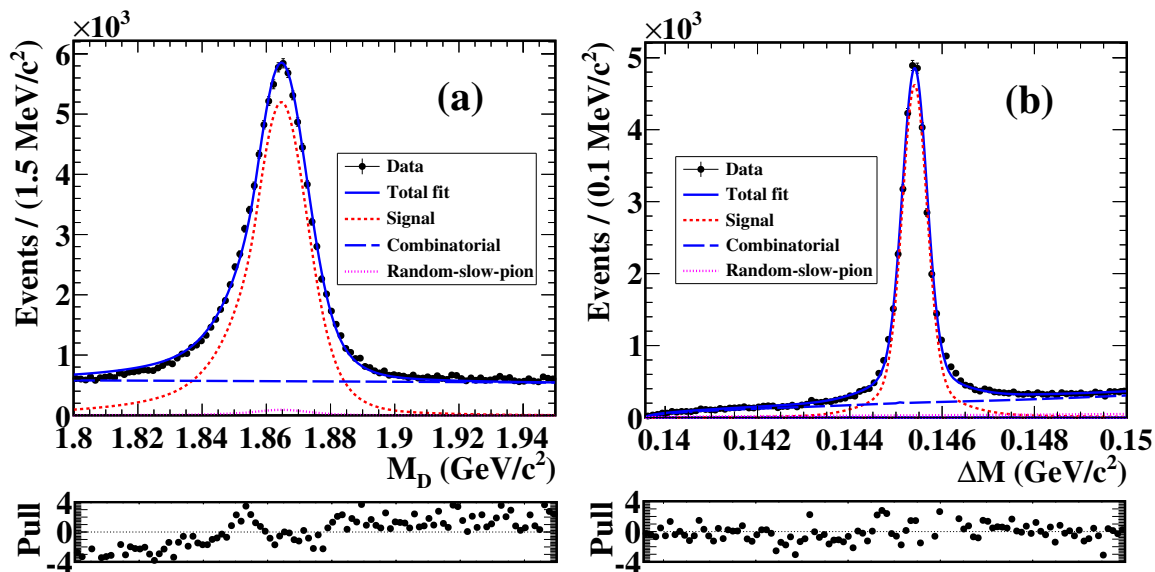 ×10³
6
5
4
3
2
1
0
Events / (1.5 MeV/c²)
(a)
Data
Total fit
Signal
Combinatorial
Random-slow-pion
1.8 1.82 1.84 1.86 1.88 1.9 1.92 1.94
M_D (GeV/c²)
Pull
4
0
-4
×10³
5
4
3
2
1
0
Events / (0.1 MeV/c²)
(b)
Data
Total fit
Signal
Combinatorial
Random-slow-pion
0.14 0.142 0.144 0.146 0.148 0.15
ΔM (GeV/c²)
Pull
4
0
-4